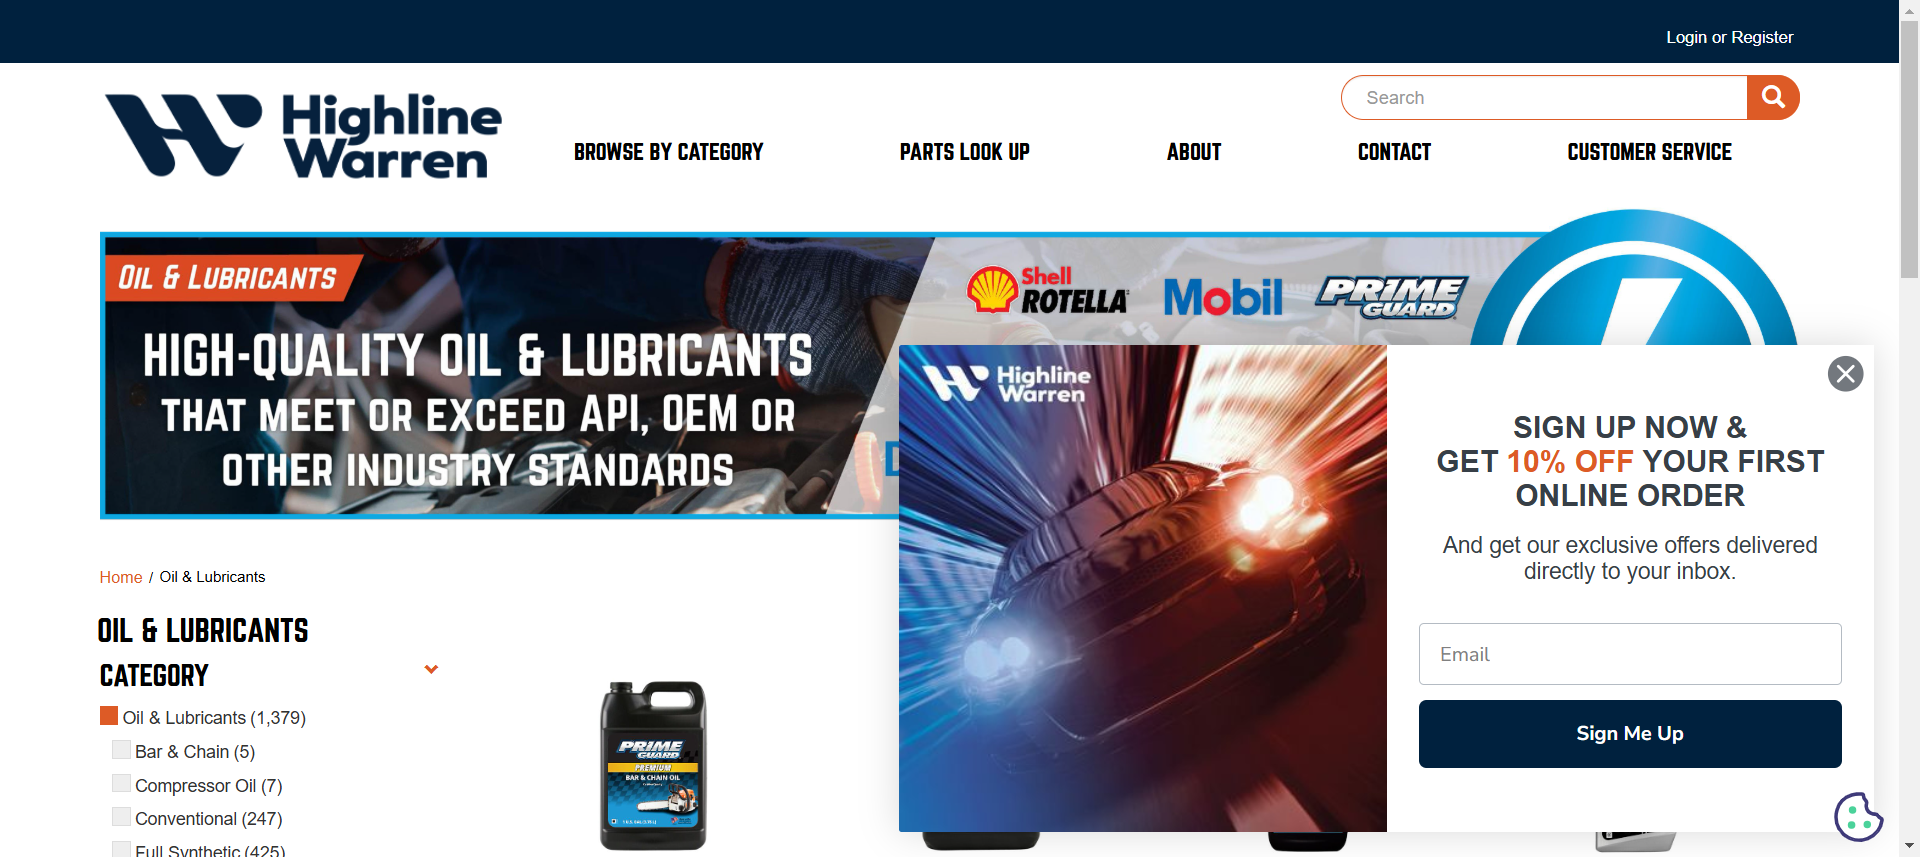 Login or Register
Highline
Warren
Search
BROWSE BY CATEGORY
PARTS LOOK UP
ABOUT
CONTACT
CUSTOMER SERVICE
OIL & LUBRICANTS
HIGH-QUALITY OIL & LUBRICANTS
THAT MEET OR EXCEED API, OEM OR
OTHER INDUSTRY STANDARDS
Shell
ROTELLA
Mobil
PRIME
GUARD
Highline
Warren
SIGN UP NOW &
GET 10% OFF YOUR FIRST
ONLINE ORDER
And get our exclusive offers delivered
directly to your inbox.
Email
Sign Me Up
Home / Oil & Lubricants
OIL & LUBRICANTS
CATEGORY
Oil & Lubricants (1,379)
Bar & Chain (5)
Compressor Oil (7)
Conventional (247)
Full Synthetic (425)
PRIME
GUARD
PREMIUM
BAR & CHAIN OIL